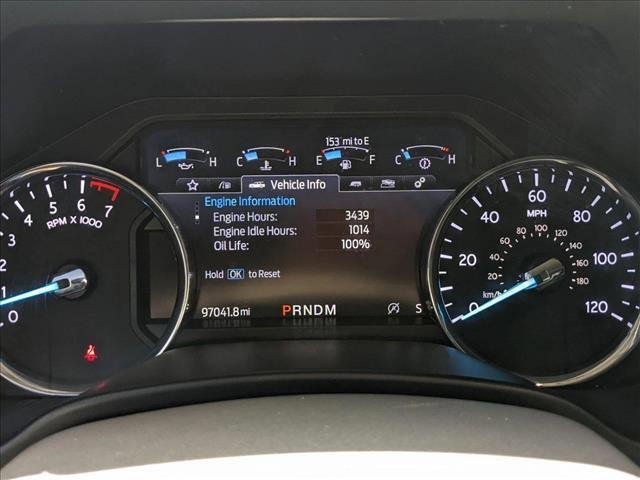 153 mi to E
L H C H E F C H
Vehicle Info
Engine Information
Engine Hours: 3439
Engine Idle Hours: 1014
Oil Life: 100%
Hold OK to Reset
97041.8 mi PRNDM S
0 1 2 3 4 5 6 7
RPM X 1000
0 20 40 60 80 100 120
MPH
20 60 80 100 120 140 160 180
km/h